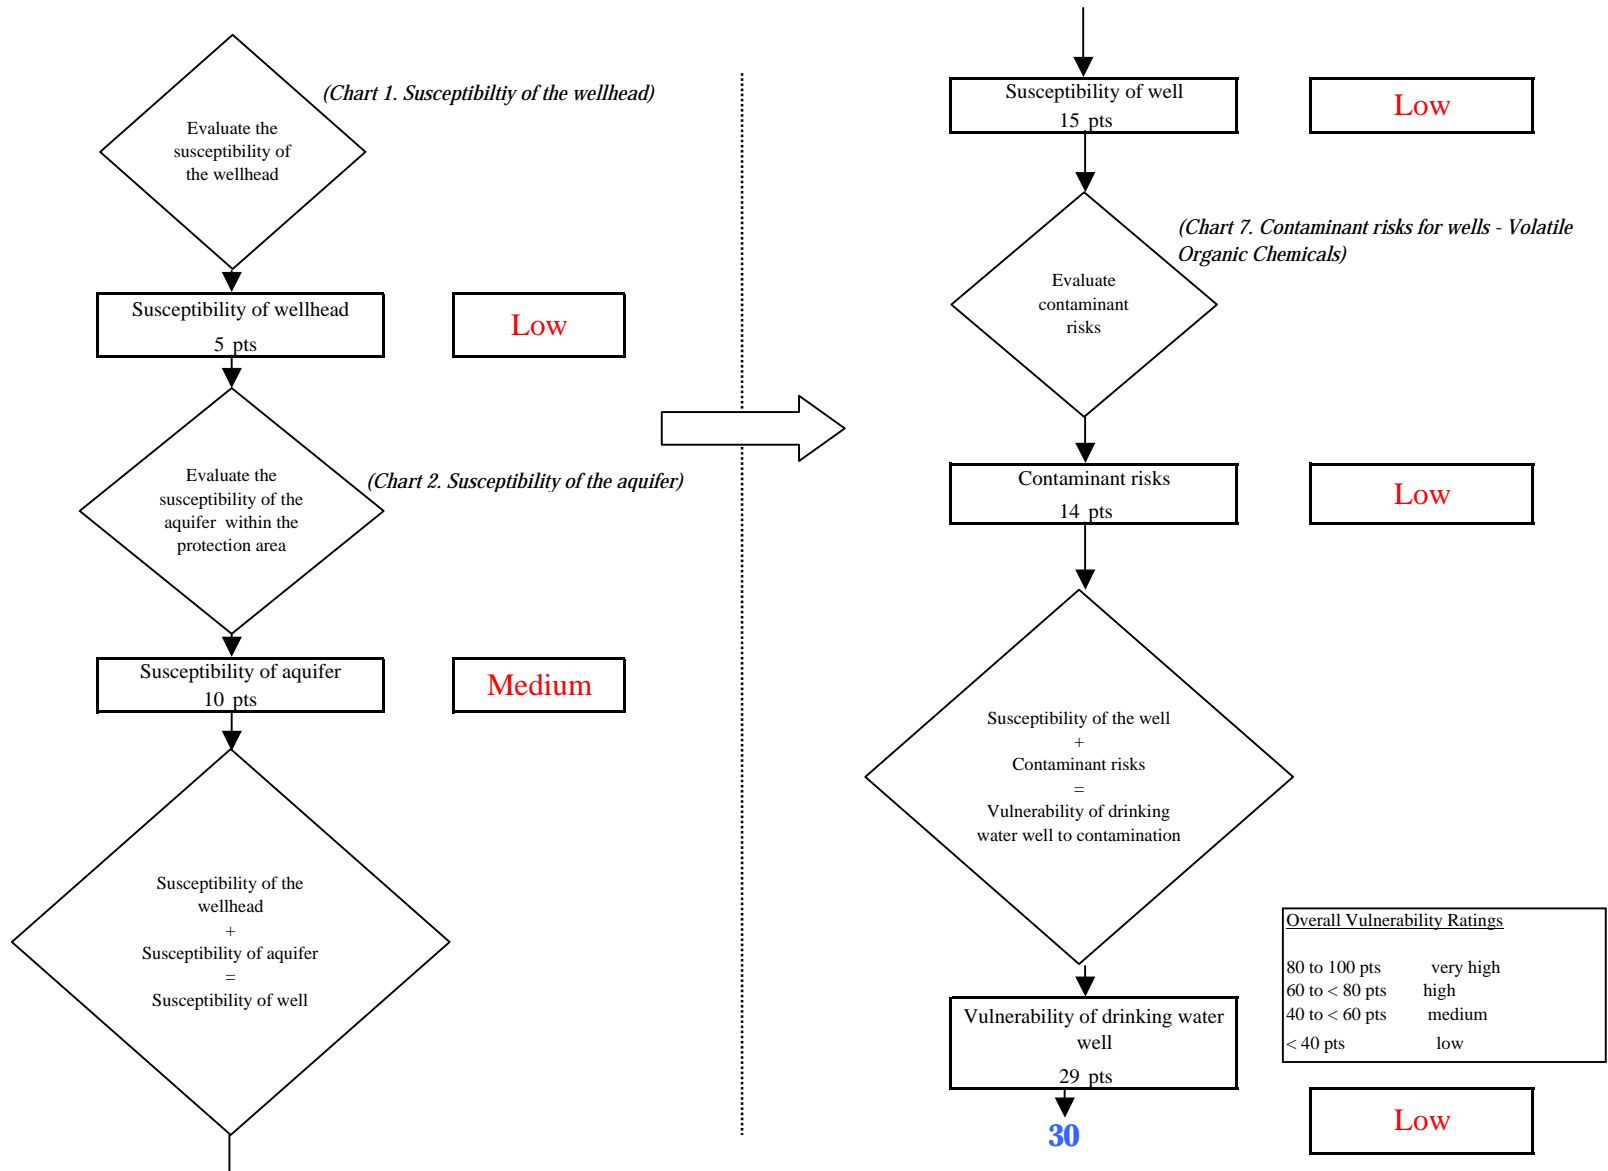 (Chart 1. Susceptibiltiy of the wellhead)
Evaluate the
susceptibility of
the wellhead
Susceptibility of wellhead
5 pts
Low
Evaluate the
susceptibility of the
aquifer within the
protection area
(Chart 2. Susceptibility of the aquifer)
Susceptibility of aquifer
10 pts
Medium
Susceptibility of the
wellhead
+
Susceptibility of aquifer
=
Susceptibility of well
Susceptibility of well
15 pts
Low
(Chart 7. Contaminant risks for wells - Volatile
Organic Chemicals)
Evaluate
contaminant
risks
Contaminant risks
14 pts
Low
Susceptibility of the well
+
Contaminant risks
=
Vulnerability of drinking
water well to contamination
Overall Vulnerability Ratings
80 to 100 pts very high
60 to < 80 pts high
40 to < 60 pts medium
< 40 pts low
Vulnerability of drinking water
well
29 pts
30
Low